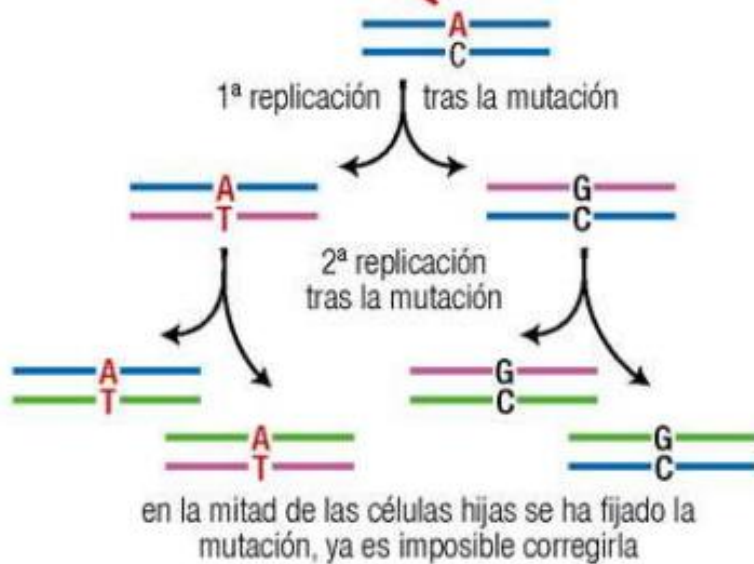 A
C
1ª replicación tras la mutación
A
T
G
C
2ª replicación
tras la mutación
A
T
G
C
A
T
G
C
en la mitad de las células hijas se ha fijado la
mutación, ya es imposible corregirla